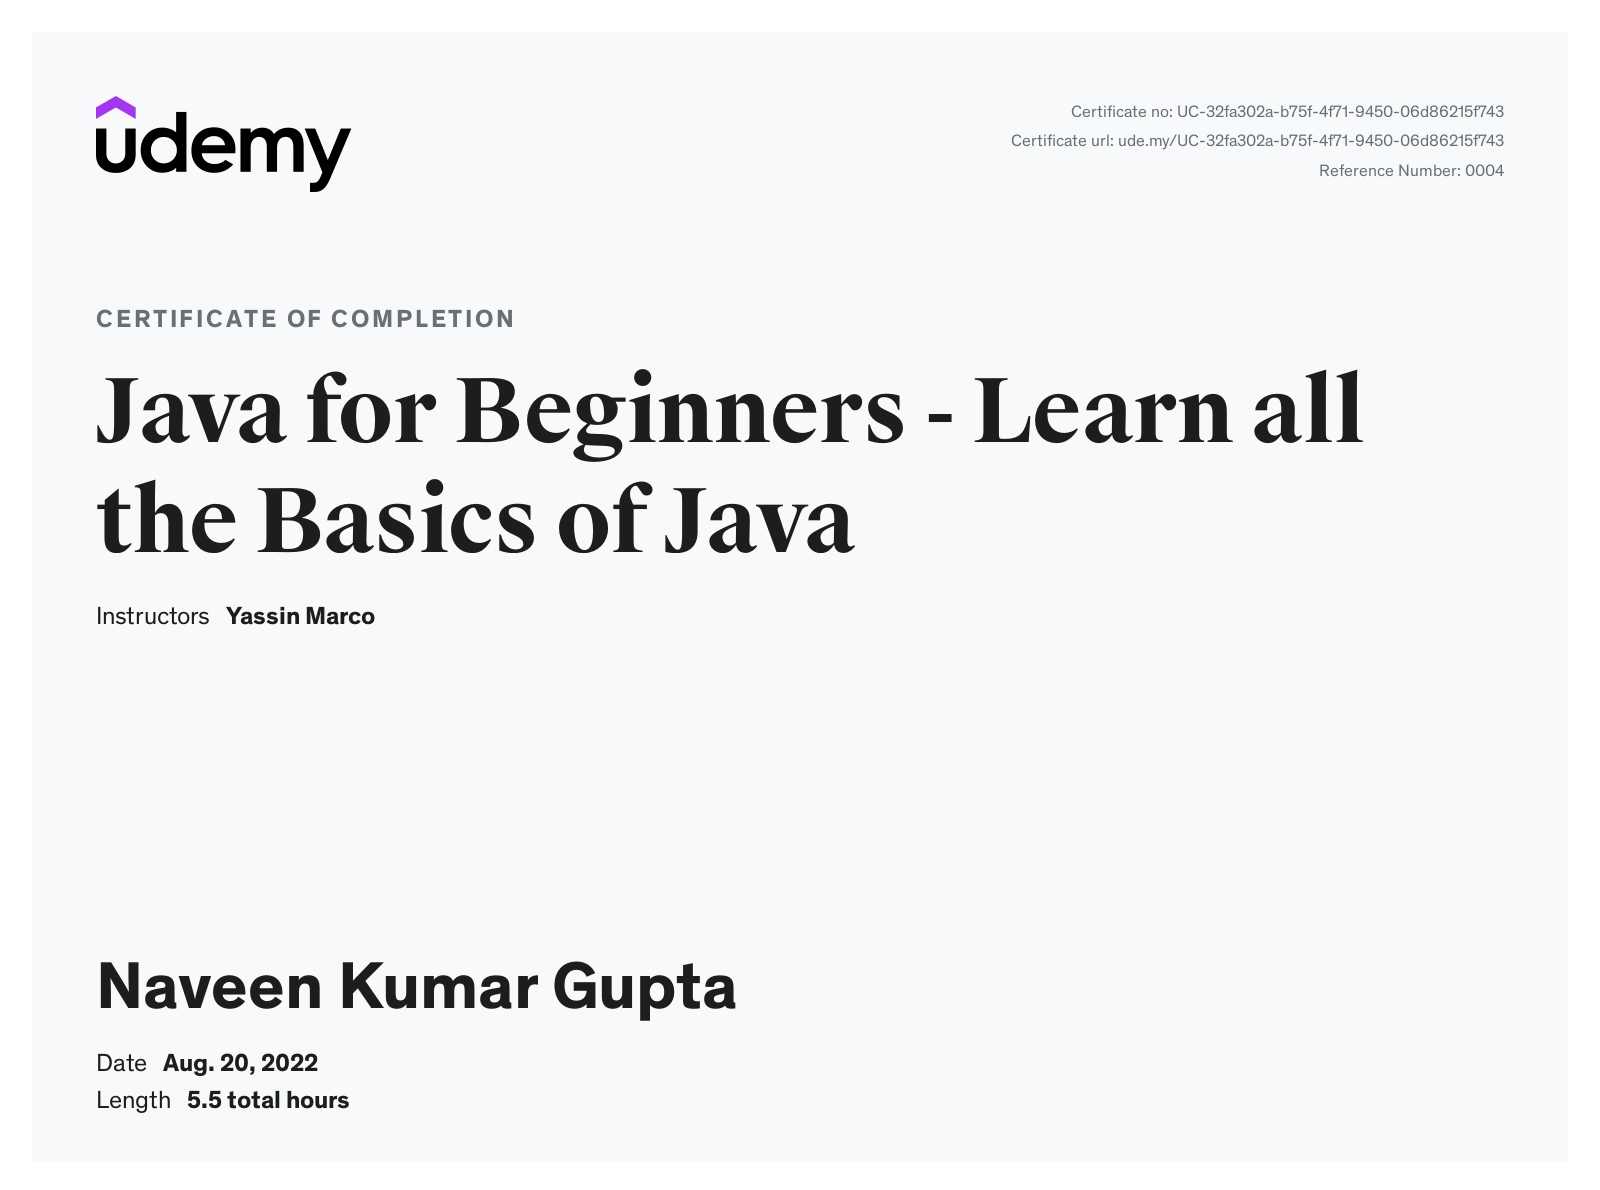 udemy
Certificate no: UC-32fa302a-b75f-4f71-9450-06d86215f743
Certificate url: ude.my/UC-32fa302a-b75f-4f71-9450-06d86215f743
Reference Number: 0004
CERTIFICATE OF COMPLETION
Java for Beginners - Learn all
the Basics of Java
Instructors Yassin Marco
Naveen Kumar Gupta
Date Aug. 20, 2022
Length 5.5 total hours